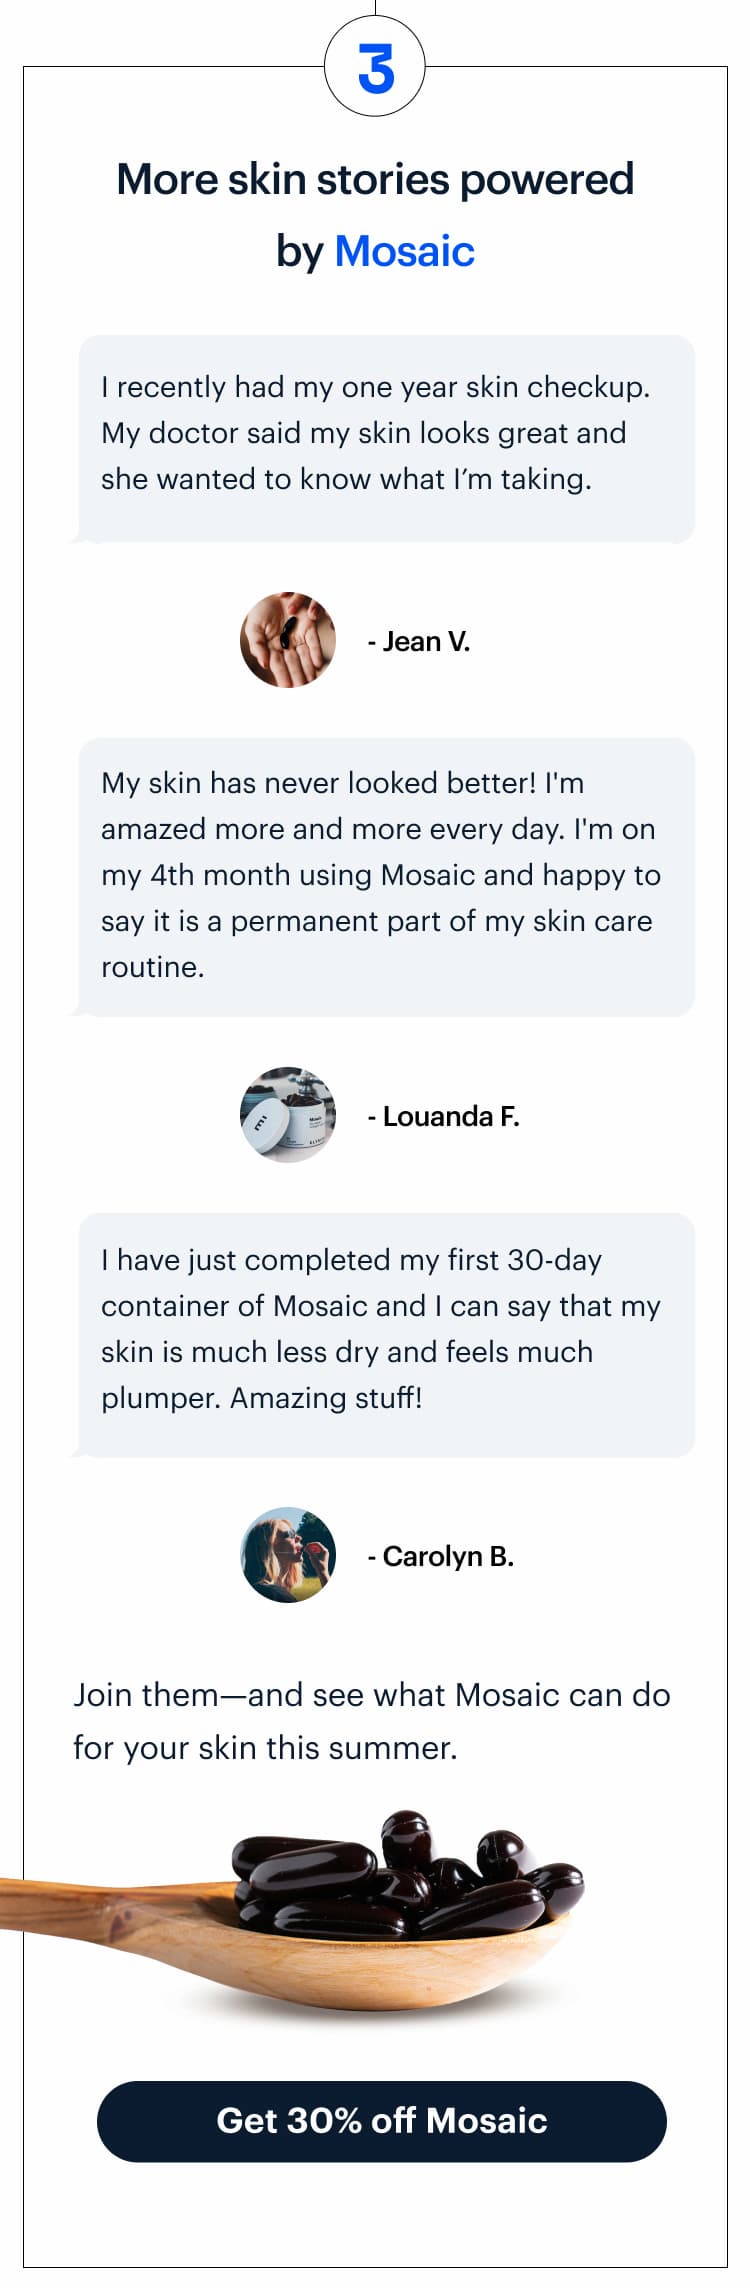 3
More skin stories powered
by Mosaic
I recently had my one year skin checkup.
My doctor said my skin looks great and
she wanted to know what I’m taking.
- Jean V.
My skin has never looked better! I'm
amazed more and more every day. I'm on
my 4th month using Mosaic and happy to
say it is a permanent part of my skin care
routine.
- Louanda F.
I have just completed my first 30-day
container of Mosaic and I can say that my
skin is much less dry and feels much
plumper. Amazing stuff!
- Carolyn B.
Join them—and see what Mosaic can do
for your skin this summer.
Get 30% off Mosaic